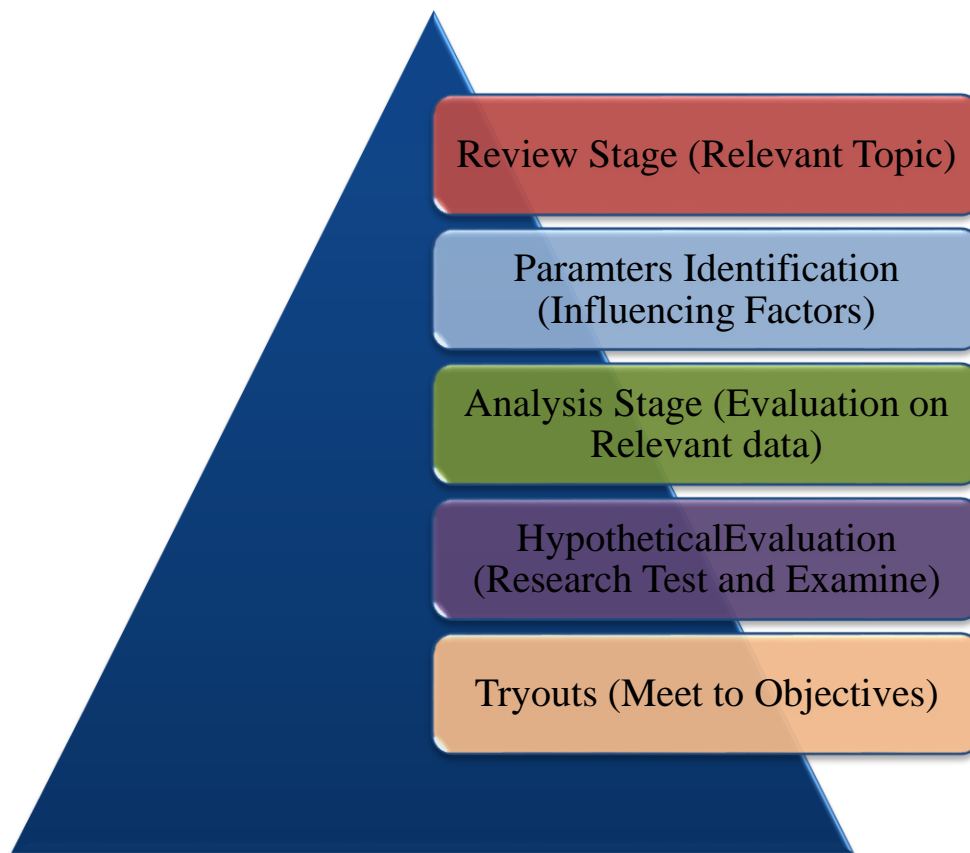 Review Stage (Relevant Topic)
Paramters Identification
(Influencing Factors)
Analysis Stage (Evaluation on
Relevant data)
HypotheticalEvaluation
(Research Test and Examine)
Tryouts (Meet to Objectives)